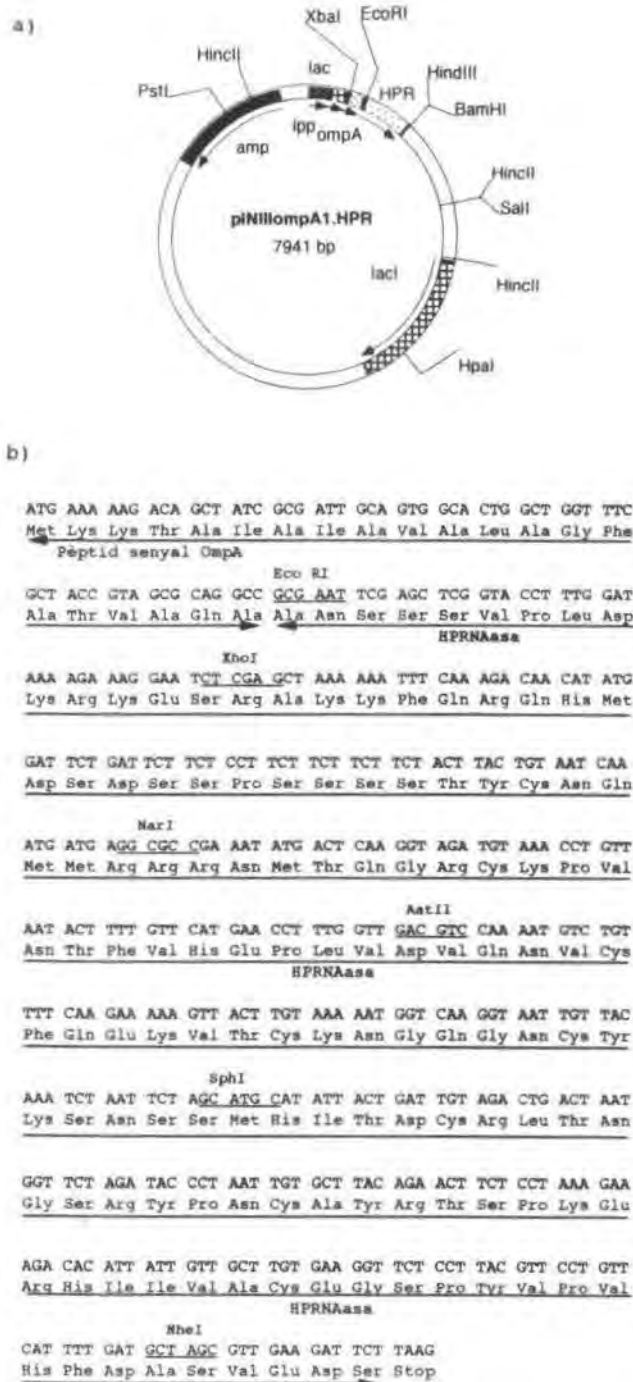 a)
XbaI
EcoRI
HincII
lac
HPR
HindIII
PstI
BamHI
lpp
ompA
amp
HincII
SalI
pINIIIompA1.HPR
7941 bp
lacI
HincII
HpaI
b)
ATG AAA AAG ACA GCT ATC GCG ATT GCA GTG GCA CTG GCT GGT TTC
Met Lys Lys Thr Ala Ile Ala Ile Ala Val Ala Leu Ala Gly Phe
Pèptid senyal OmpA
Eco RI
GCT ACC GTA GCG CAG GCC GCG AAT TCG AGC TCG GTA CCT TTG GAT
Ala Thr Val Ala Gln Ala Ala Asn Ser Ser Ser Val Pro Leu Asp
HPRNAasa
XhoI
AAA AGA AAG GAA TCT CGA GCT AAA AAA TTT CAA AGA CAA CAT ATG
Lys Arg Lys Glu Ser Arg Ala Lys Lys Phe Gln Arg Gln His Met
GAT TCT GAT TCT TCT CCT TCT TCT TCT TCT ACT TAC TGT AAT CAA
Asp Ser Asp Ser Ser Pro Ser Ser Ser Ser Thr Tyr Cys Asn Gln
NarI
ATG ATG AGG CGC CGA AAT ATG ACT CAA GGT AGA TGT AAA CCT GTT
Met Met Arg Arg Arg Asn Met Thr Gln Gly Arg Cys Lys Pro Val
AatII
AAT ACT TTT GTT CAT GAA CCT TTG GTT GAC GTC CAA AAT GTC TGT
Asn Thr Phe Val His Glu Pro Leu Val Asp Val Gln Asn Val Cys
HPRNAasa
TTT CAA GAA AAA GTT ACT TGT AAA AAT GGT CAA GGT AAT TGT TAC
Phe Gln Glu Lys Val Thr Cys Lys Asn Gly Gln Gly Asn Cys Tyr
SphI
AAA TCT AAT TCT AGC ATG CAT ATT ACT GAT TGT AGA CTG ACT AAT
Lys Ser Asn Ser Ser Met His Ile Thr Asp Cys Arg Leu Thr Asn
GGT TCT AGA TAC CCT AAT TGT GCT TAC AGA ACT TCT CCT AAA GAA
Gly Ser Arg Tyr Pro Asn Cys Ala Tyr Arg Thr Ser Pro Lys Glu
AGA CAC ATT ATT GTT GCT TGT GAA GGT TCT CCT TAC GTT CCT GTT
Arg His Ile Ile Val Ala Cys Glu Gly Ser Pro Tyr Val Pro Val
HPRNAasa
NheI
CAT TTT GAT GCT AGC GTT GAA GAT TCT TAAG
His Phe Asp Ala Ser Val Glu Asp Ser Stop